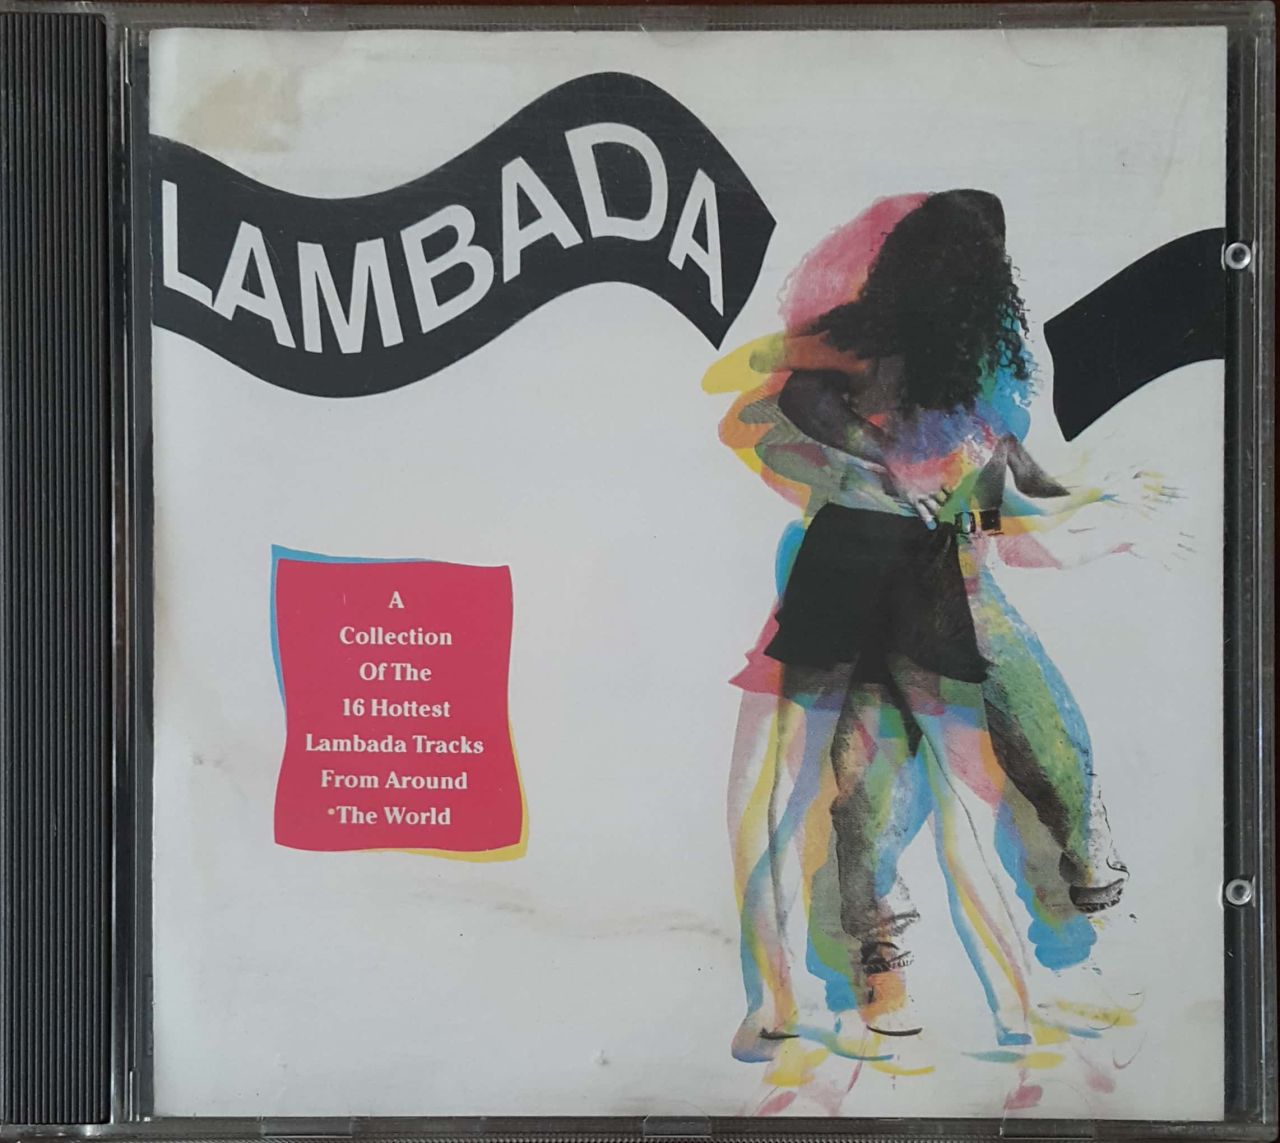 LAMBADA
A
Collection
Of The
16 Hottest
Lambada Tracks
From Around
The World